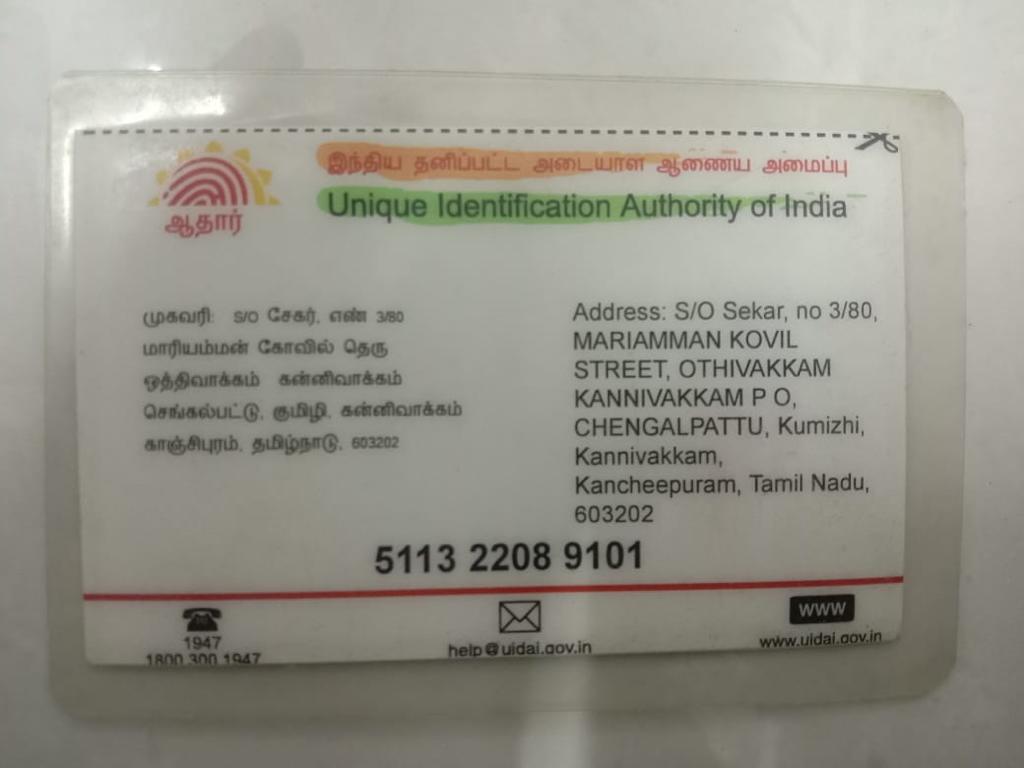 இந்திய தனிப்பட்ட அடையாள ஆணைய அமைப்பு
Unique Identification Authority of India
ஆதார்
முகவரி: S/O சேகர், எண் 3/80
மாரியம்மன் கோவில் தெரு
ஒத்திவாக்கம் கன்னிவாக்கம்
செங்கல்பட்டு, குமிழி, கன்னிவாக்கம்
காஞ்சிபுரம், தமிழ்நாடு, 603202
Address: S/O Sekar, no 3/80,
MARIAMMAN KOVIL
STREET, OTHIVAKKAM
KANNIVAKKAM P O,
CHENGALPATTU, Kumizhi,
Kannivakkam,
Kancheepuram, Tamil Nadu,
603202
5113 2208 9101
1947
1800 300 1947
help@uidai.gov.in
WWW
www.uidai.gov.in